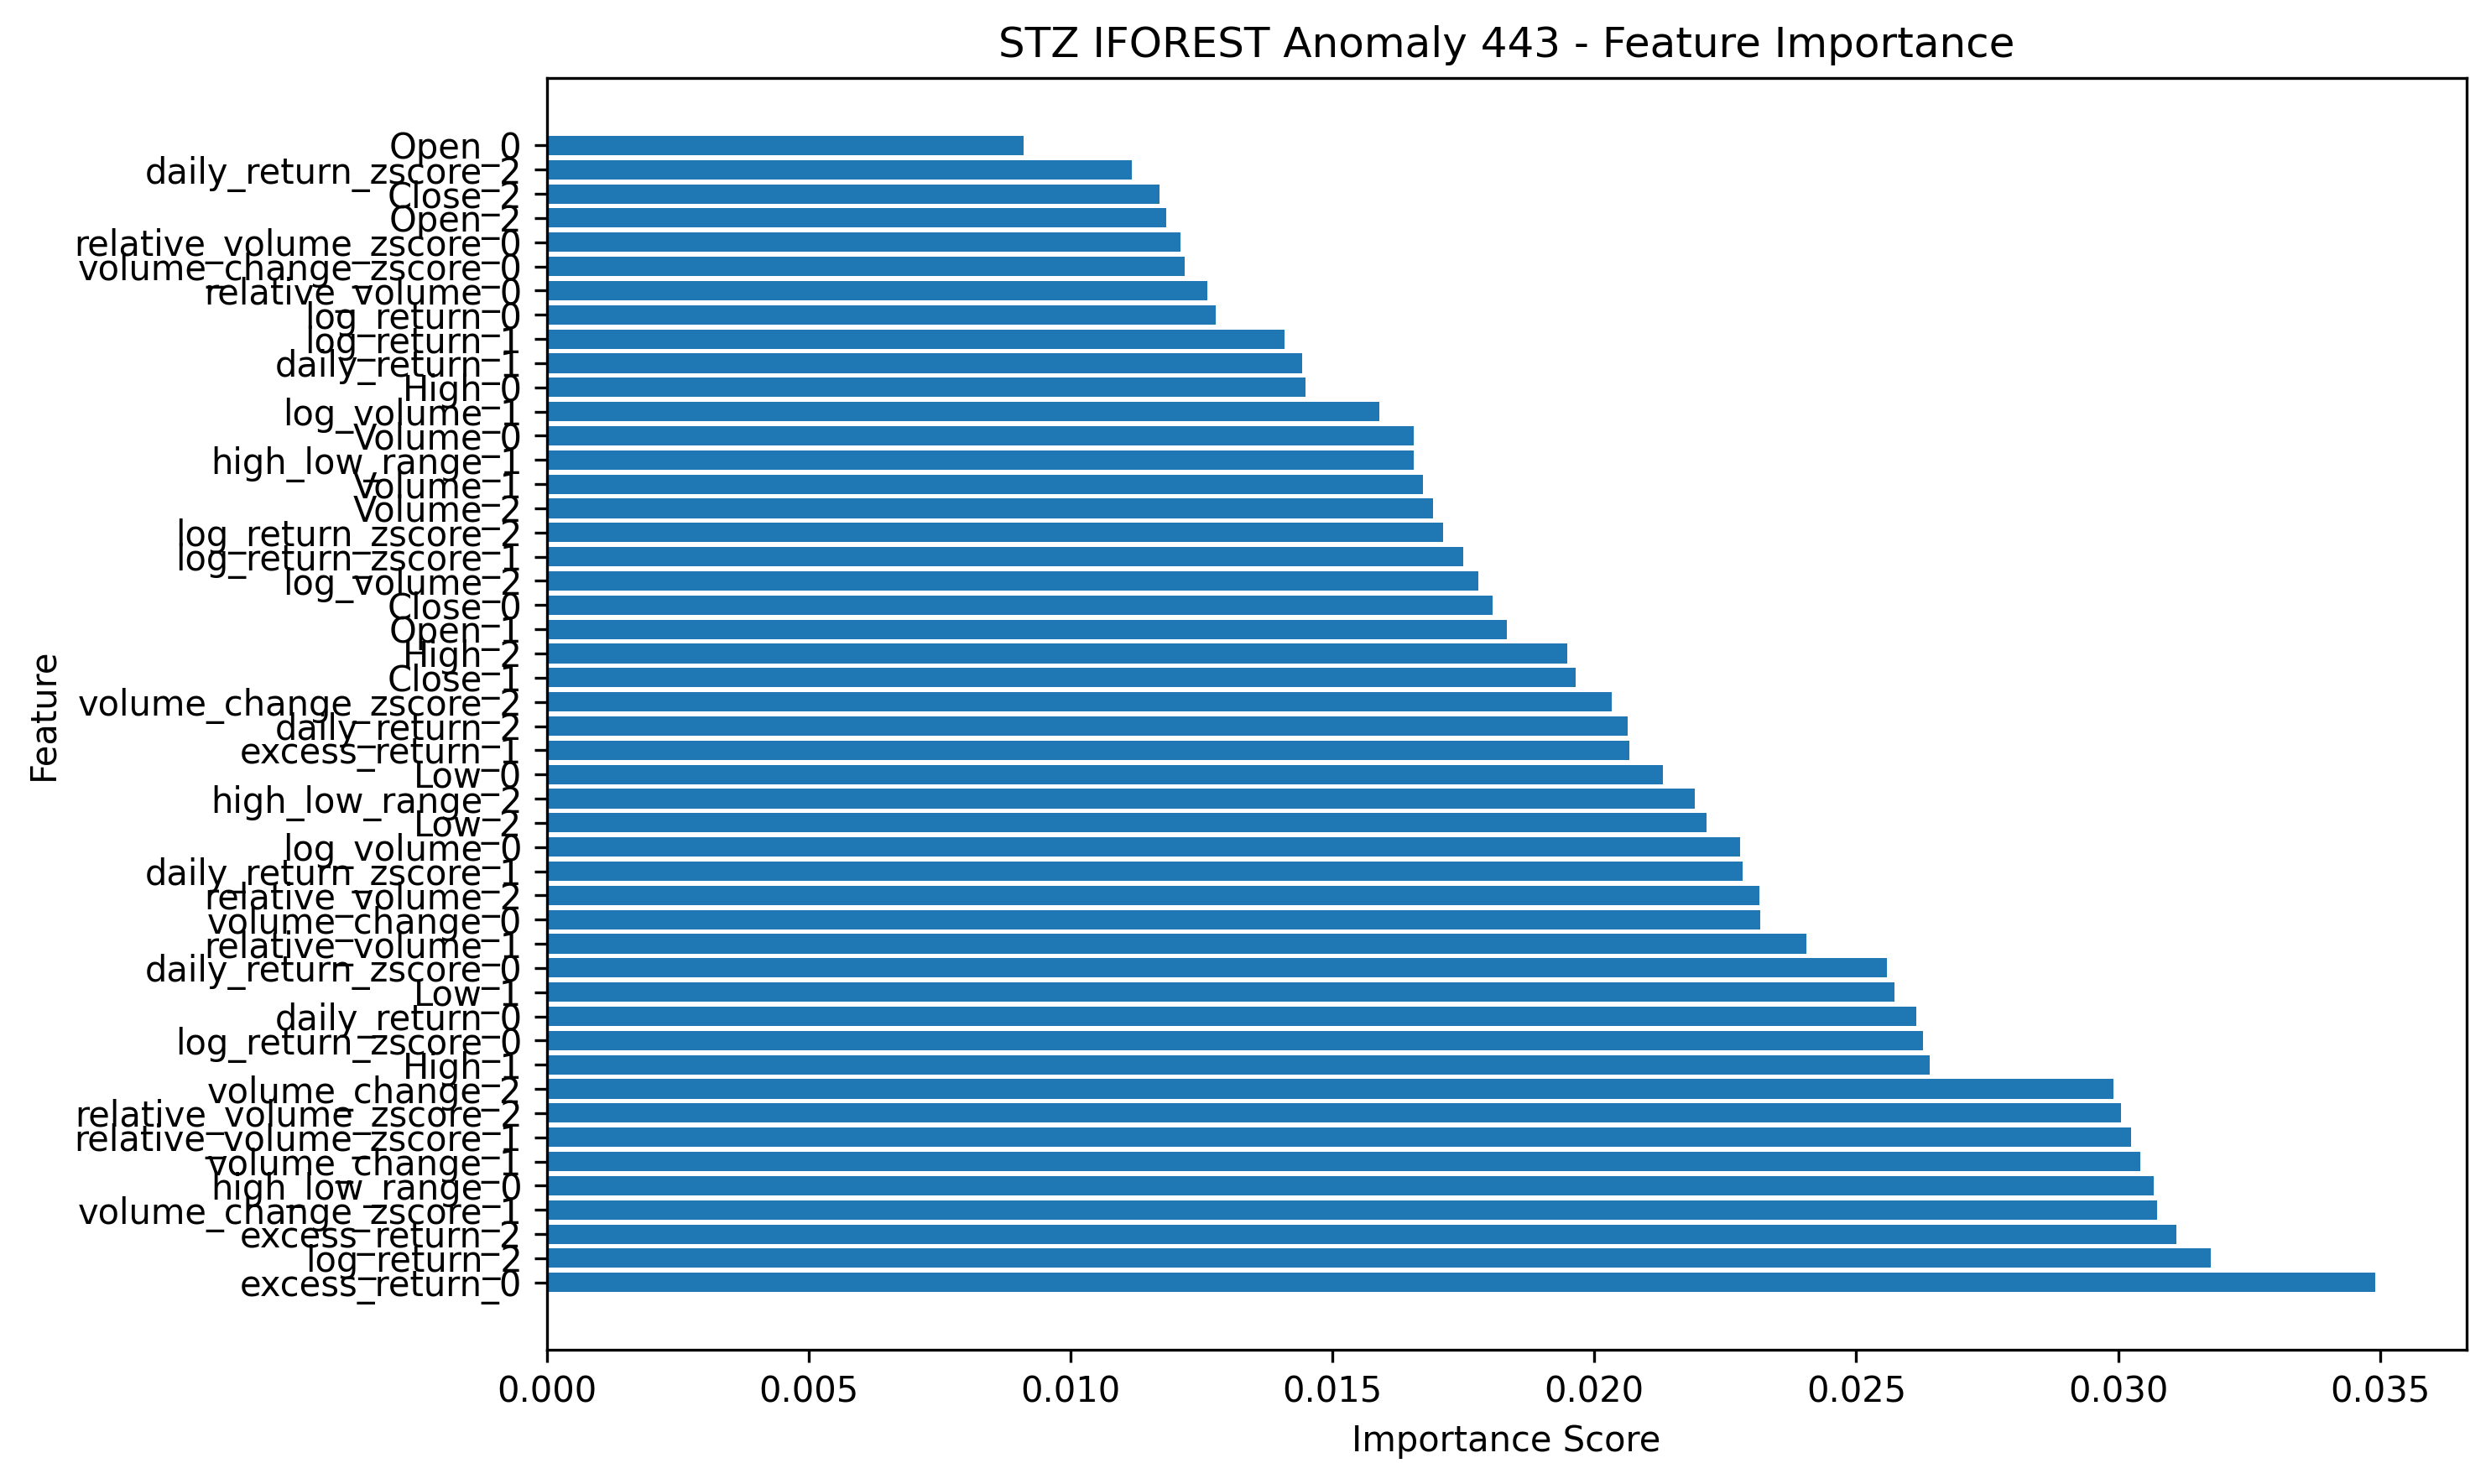 STZ IFOREST Anomaly 443 - Feature Importance
Open_0
daily_return_zscore_2
Close_2
Open_2
relative_volume_zscore_0
volume_change_zscore_0
relative_volume_0
log_return_0
log_return_1
daily_return_1
High_0
log_volume_1
Volume_0
high_low_range_1
Volume_1
Volume_2
log_return_zscore_2
log_return_zscore_1
log_volume_2
Close_0
Open_1
High_2
Close_1
volume_change_zscore_2
daily_return_2
excess_return_1
Low_0
high_low_range_2
Low_2
log_volume_0
daily_return_zscore_1
relative_volume_2
volume_change_0
relative_volume_1
daily_return_zscore_0
Low_1
daily_return_0
log_return_zscore_0
High_1
volume_change_2
relative_volume_zscore_2
relative_volume_zscore_1
volume_change_1
high_low_range_0
volume_change_zscore_1
excess_return_2
log_return_2
excess_return_0
Feature
0.000 0.005 0.010 0.015 0.020 0.025 0.030 0.035
Importance Score